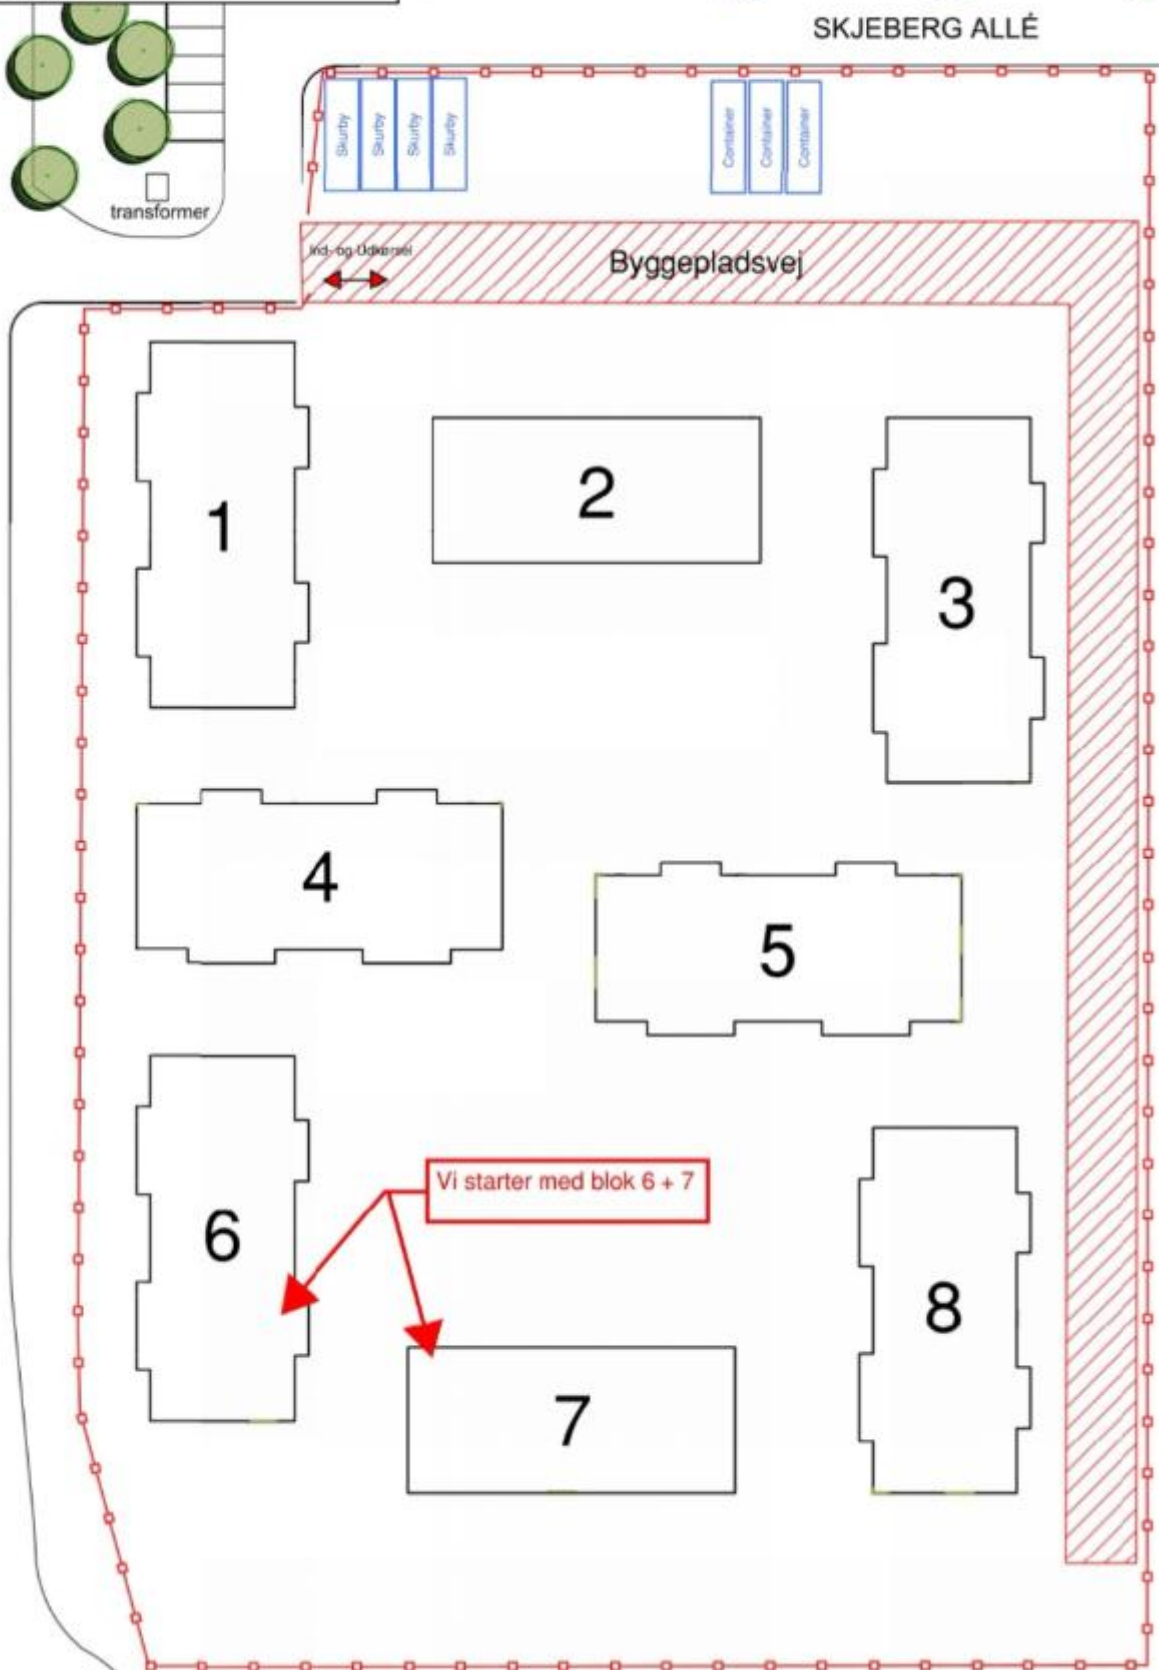 SKJEBERG ALLÉ
Skurby
Skurby
Skurby
Skurby
Container
Container
Container
transformer
Ind- og Udkørsel
Byggepladsvej
1
2
3
4
5
6
Vi starter med blok 6 + 7
7
8